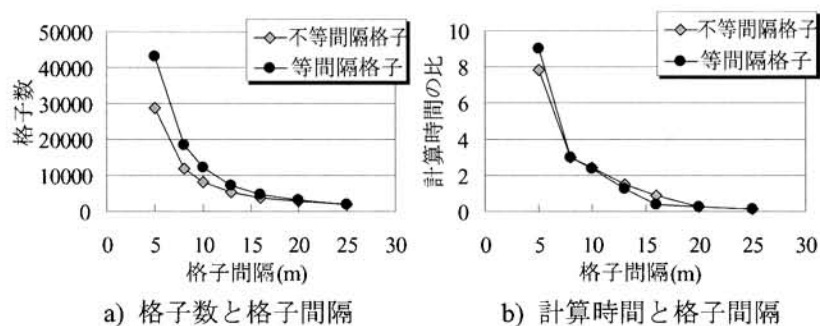 50000
40000
30000
20000
10000
0
格子数
不等間隔格子
等間隔格子
0 5 10 15 20 25 30
格子間隔(m)
a) 格子数と格子間隔
10
8
6
4
2
0
計算時間の比
不等間隔格子
等間隔格子
0 5 10 15 20 25 30
格子間隔(m)
b) 計算時間と格子間隔